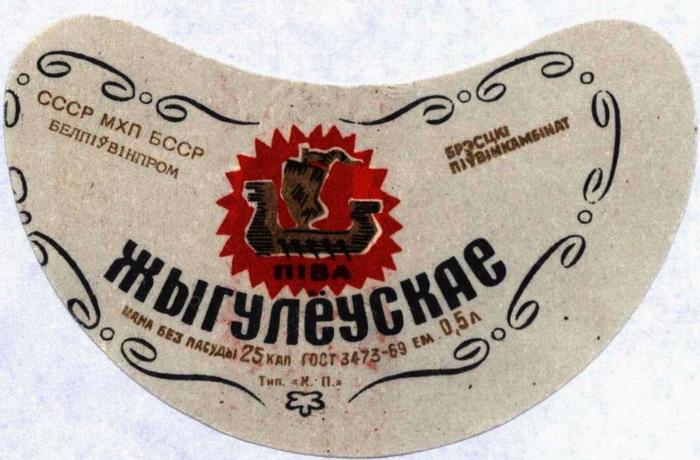 СССР МХП БССР
БЕЛПІЎВІНПРОМ
БРЭСЦКІ
ПІЎВІНКАМБІНАТ
ПІВА
ЖЫГУЛЁЎСКАЕ
ЦАНА БЕЗ ПАСУДЫ 25 КАП. ГОСТ 3473-69 ЕМ. 0,5 Л
Тип. «К. П.»